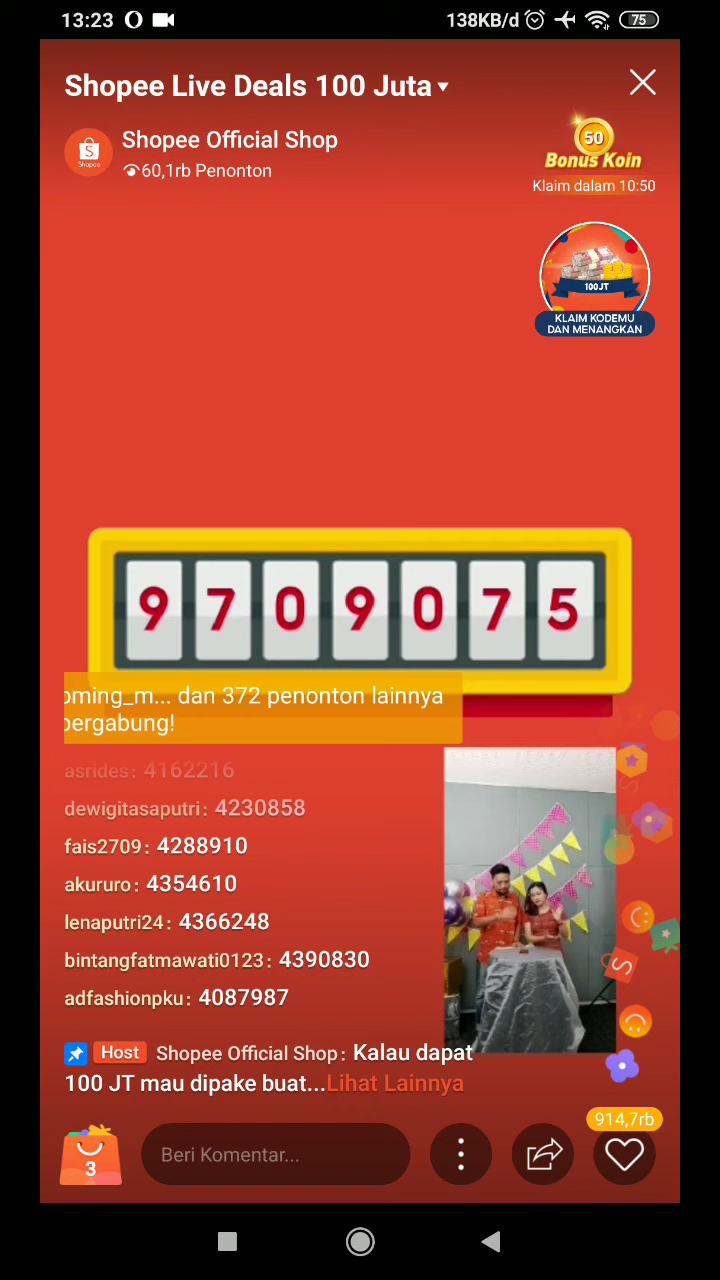 13:23
138KB/d
75
Shopee Live Deals 100 Juta
Shopee Official Shop
60,1rb Penonton
Shopee
50
Bonus Koin
Klaim dalam 10:50
100JT
KLAIM KODEMU
DAN MENANGKAN
9709075
oming_m... dan 372 penonton lainnya
bergabung!
asrides: 4162216
dewigitasaputri: 4230858
fais2709: 4288910
akururo: 4354610
lenaputri24: 4366248
bintangfatmawati0123: 4390830
adfashionpku: 4087987
Host Shopee Official Shop: Kalau dapat
100 JT mau dipake buat...Lihat Lainnya
914,7rb
3
Beri Komentar...